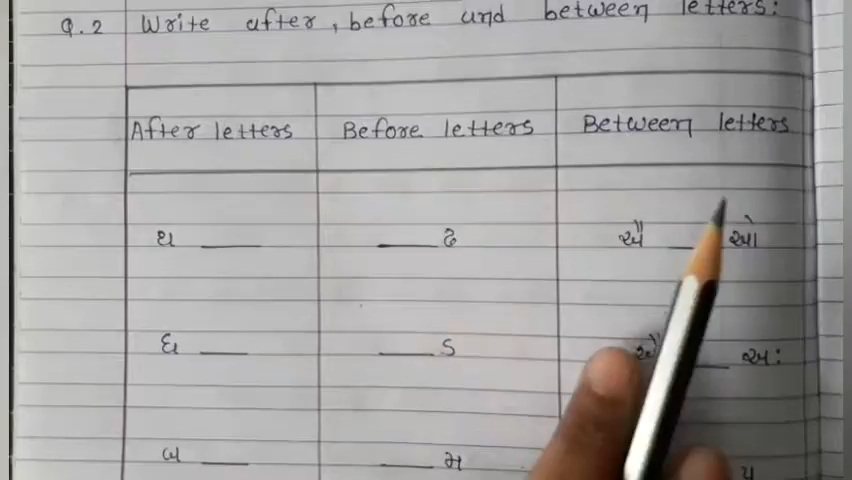 Q.2 Write after, before and between letters:
After letters Before letters Between letters
થ ___ ___ ઢ ઐ ___ ઓ
ઘ ___ ___ ડ ___ અઃ
બ ___ ___ મ